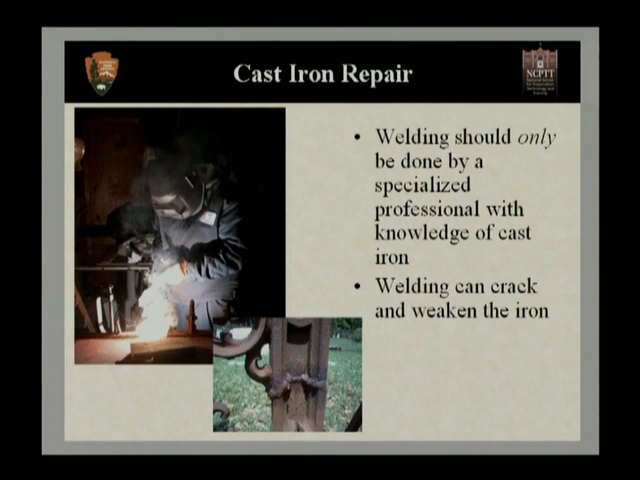 Cast Iron Repair
NCPTT
• Welding should only
be done by a
specialized
professional with
knowledge of cast
iron
• Welding can crack
and weaken the iron